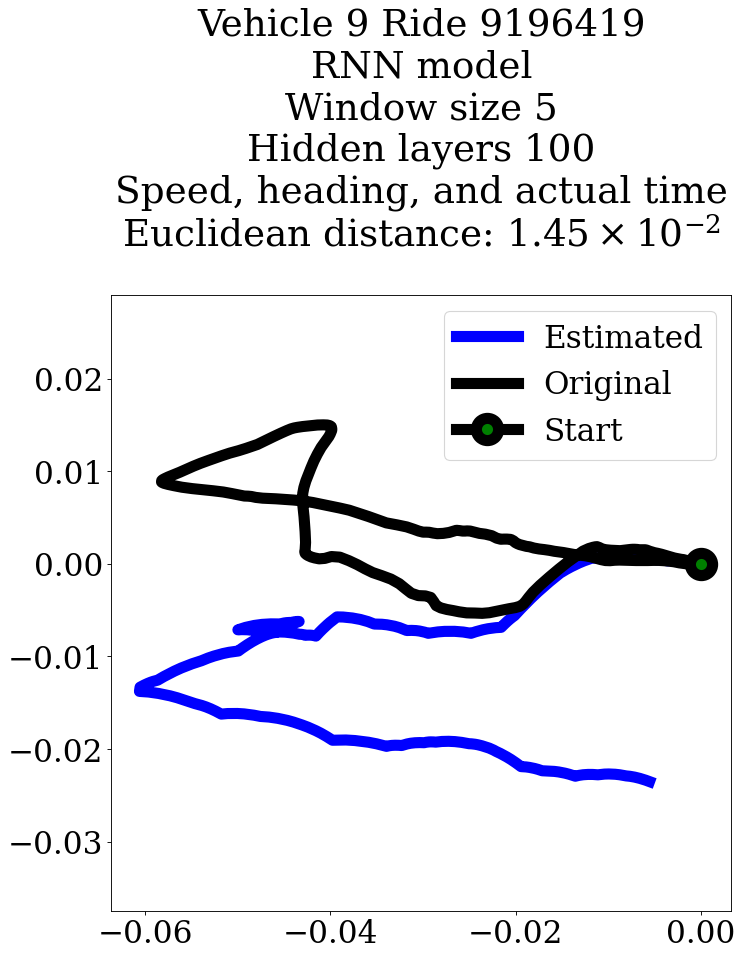 Vehicle 9 Ride 9196419
RNN model
Window size 5
Hidden layers 100
Speed, heading, and actual time
Euclidean distance: 1.45 × 10⁻²
Estimated
Original
Start
0.02
0.01
0.00
−0.01
−0.02
−0.03
−0.06 −0.04 −0.02 0.00